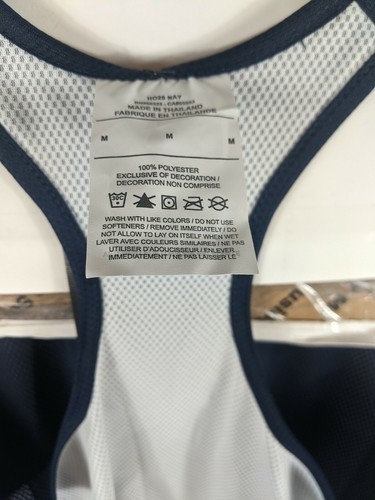 MADE IN THAILAND
FABRIQUE EN THAILANDE
M M M
100% POLYESTER
EXCLUSIVE OF DECORATION /
DECORATION NON COMPRISE
WASH WITH LIKE COLORS / DO NOT USE
SOFTENERS / REMOVE IMMEDIATELY / DO
NOT ALLOW TO LAY ON ITSELF WHEN WET
LAVER AVEC COULEURS SIMILAIRES / NE PAS
UTILISER D'ADOUCISSEUR / ENLEVER
IMMEDIATEMENT / NE PAS LAISSER LE